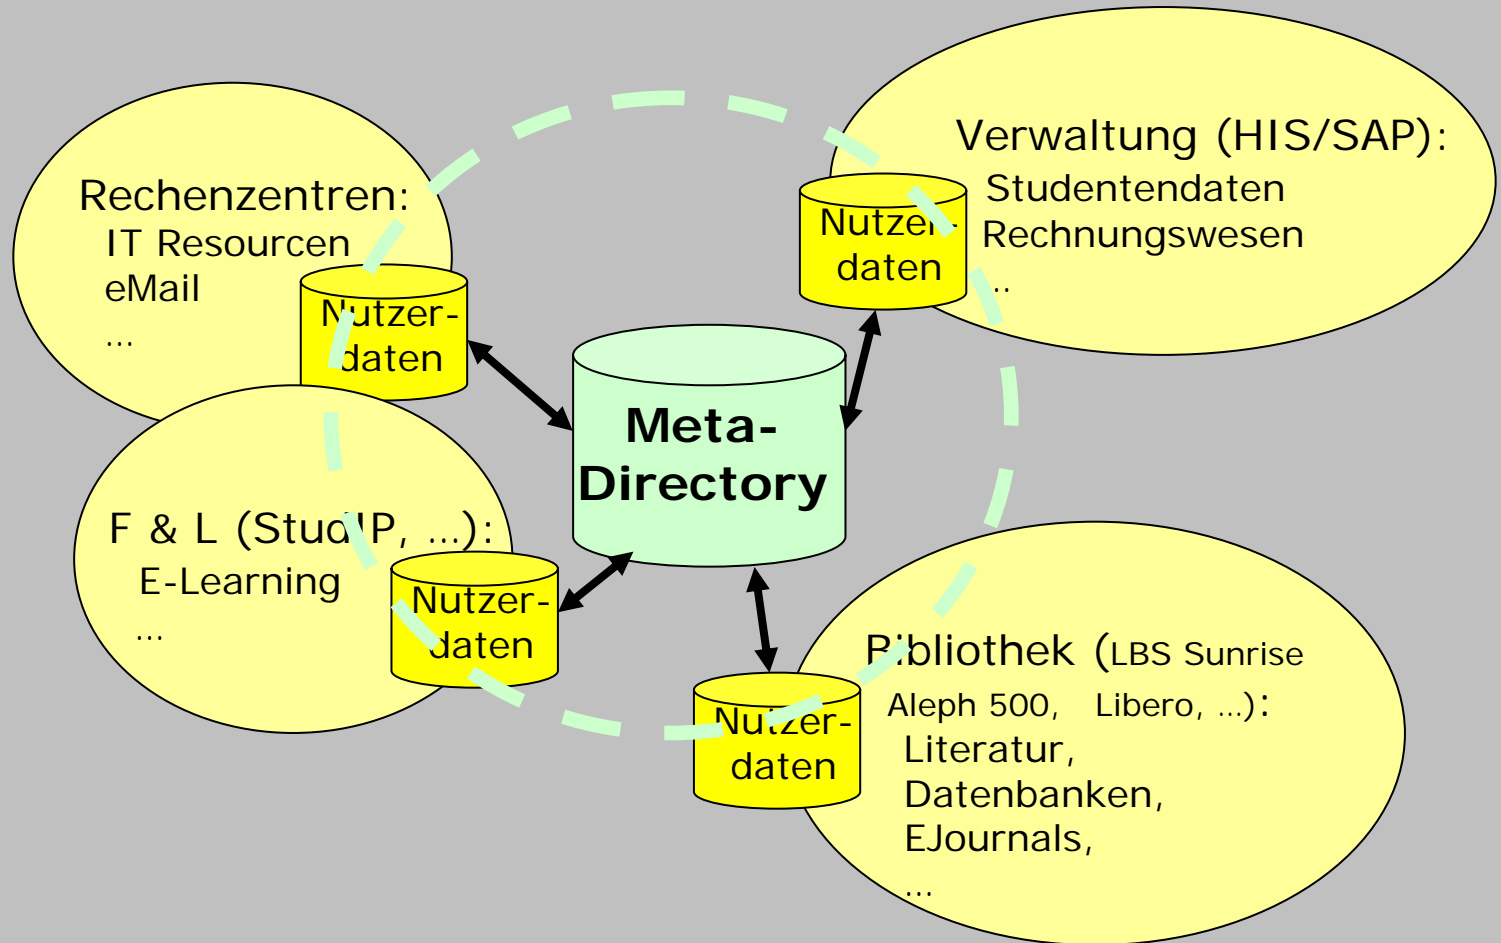 Rechenzentren:
IT Resourcen
eMail
...
Nutzer-
daten
Verwaltung (HIS/SAP):
Studentendaten
Rechnungswesen
..
Nutzer-
daten
Meta-
Directory
F & L (StudIP, ...):
E-Learning
...
Nutzer-
daten
Bibliothek (LBS Sunrise
Aleph 500, Libero, ...):
Literatur,
Datenbanken,
EJournals,
...
Nutzer-
daten